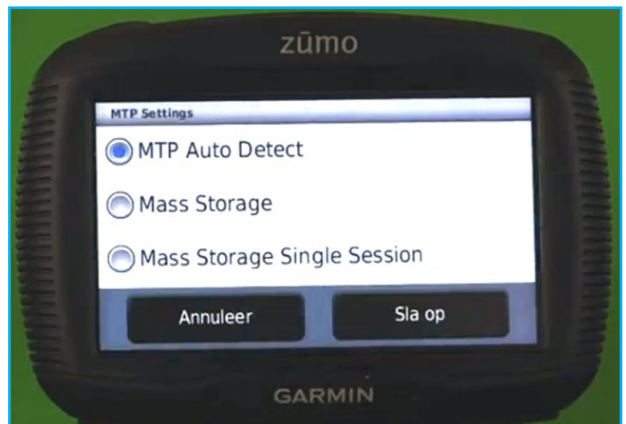 zūmo
MTP Settings
MTP Auto Detect
Mass Storage
Mass Storage Single Session
Annuleer Sla op
GARMIN